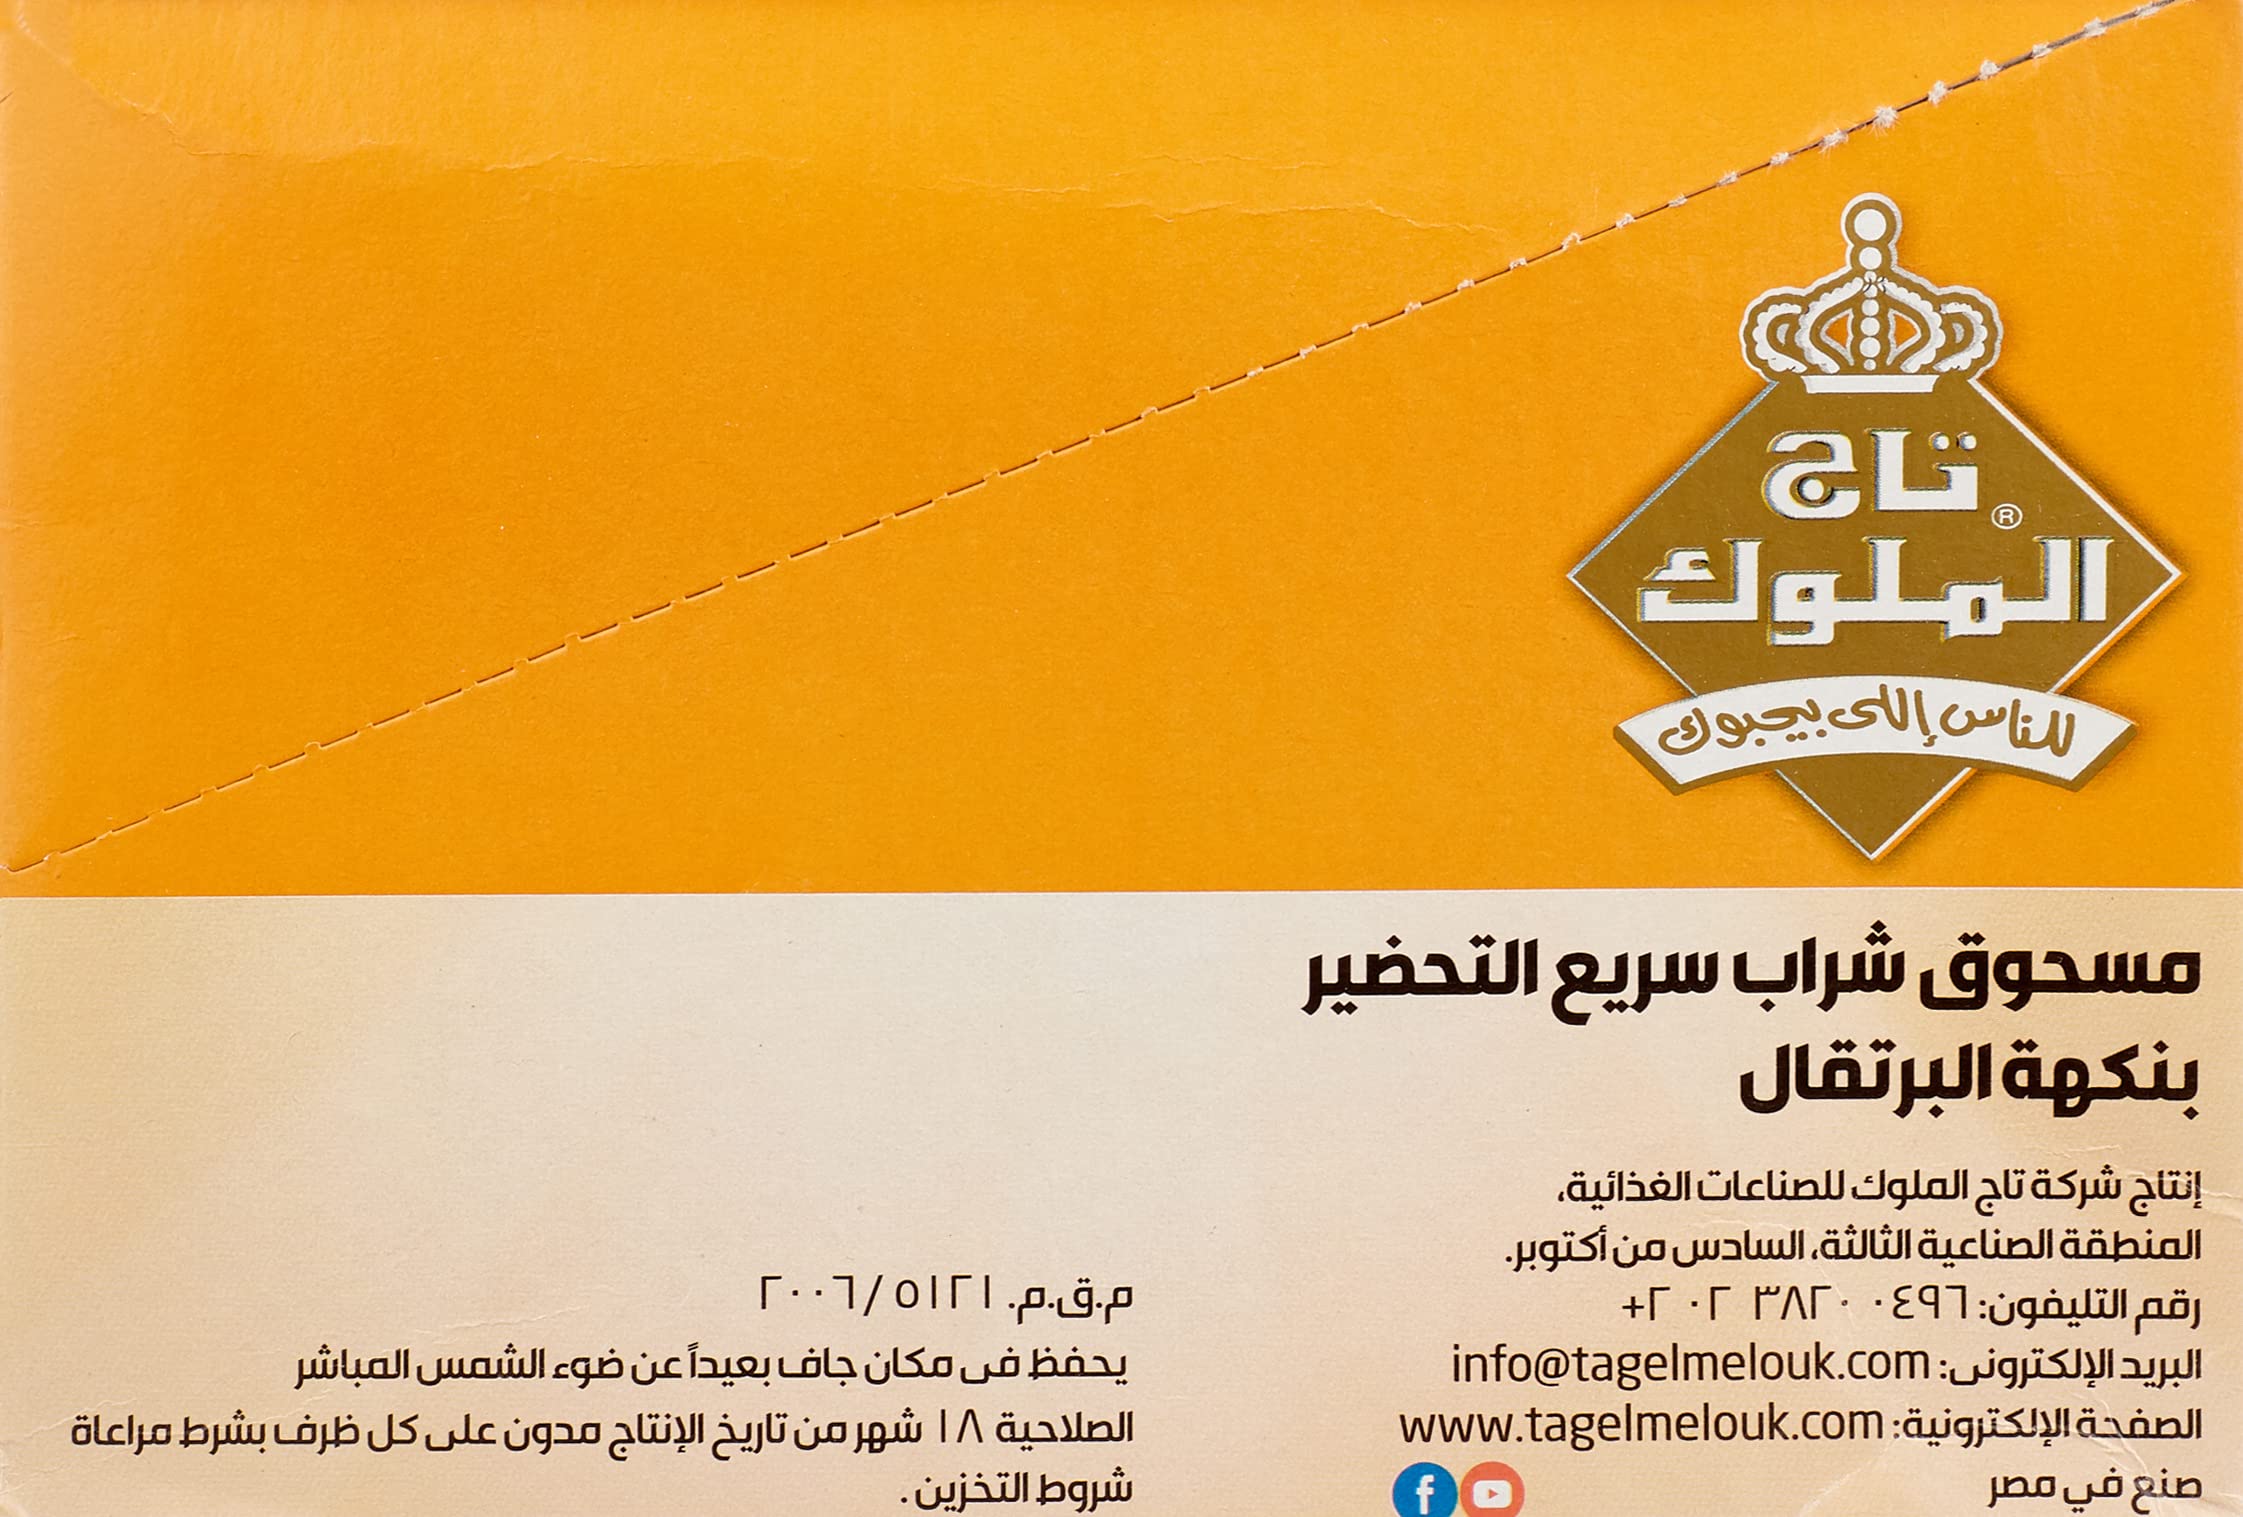 تاج
الملوك ®
للناس إللى بيحبوك
مسحوق شراب سريع التحضير
بنكهة البرتقال
إنتاج شركة تاج الملوك للصناعات الغذائية،
المنطقة الصناعية الثالثة، السادس من أكتوبر.
رقم التليفون: ٠٤٩٦ ٣٨٢٠ ٠٢ ٢+
البريد الإلكترونى: info@tagelmelouk.com
الصفحة الإلكترونية: www.tagelmelouk.com
صنع في مصر
م.ق.م. ٥١٢١/٢٠٠٦
يحفظ فى مكان جاف بعيداً عن ضوء الشمس المباشر
الصلاحية ١٨ شهر من تاريخ الإنتاج مدون على كل ظرف بشرط مراعاة
شروط التخزين.